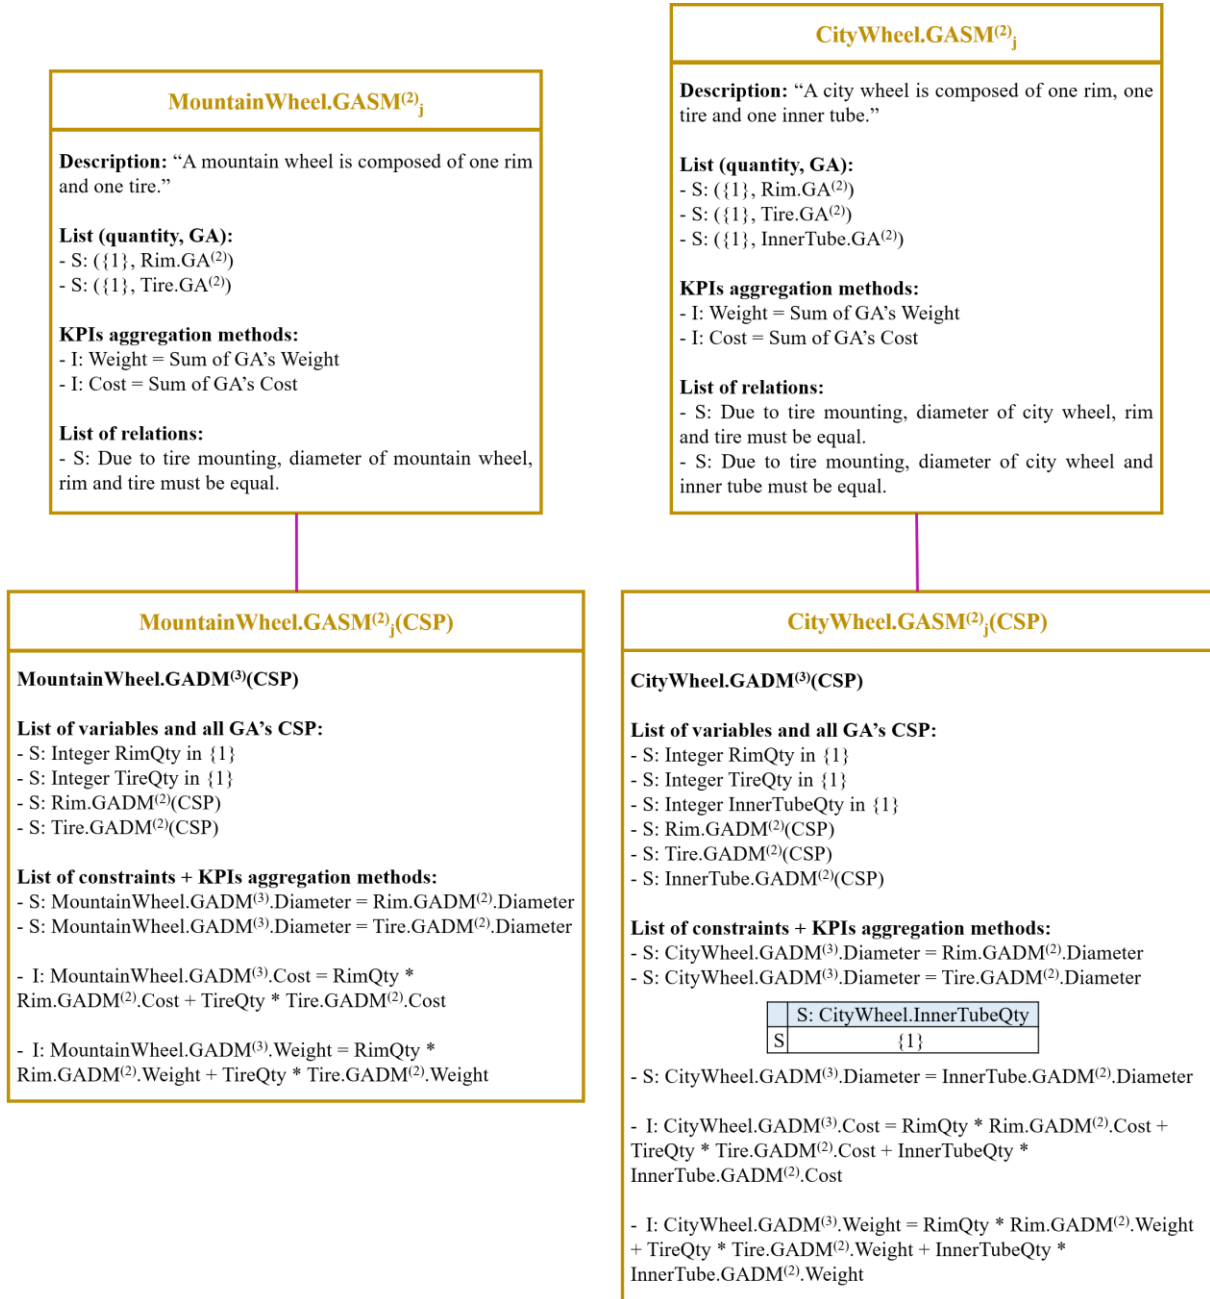 MountainWheel.GASM⁽²⁾ⱼ
Description: “A mountain wheel is composed of one rim
and one tire.”
List (quantity, GA):
- S: ({1}, Rim.GA⁽²⁾)
- S: ({1}, Tire.GA⁽²⁾)
KPIs aggregation methods:
- I: Weight = Sum of GA’s Weight
- I: Cost = Sum of GA’s Cost
List of relations:
- S: Due to tire mounting, diameter of mountain wheel,
rim and tire must be equal.
CityWheel.GASM⁽²⁾ⱼ
Description: “A city wheel is composed of one rim, one
tire and one inner tube.”
List (quantity, GA):
- S: ({1}, Rim.GA⁽²⁾)
- S: ({1}, Tire.GA⁽²⁾)
- S: ({1}, InnerTube.GA⁽²⁾)
KPIs aggregation methods:
- I: Weight = Sum of GA’s Weight
- I: Cost = Sum of GA’s Cost
List of relations:
- S: Due to tire mounting, diameter of city wheel, rim
and tire must be equal.
- S: Due to tire mounting, diameter of city wheel and
inner tube must be equal.
MountainWheel.GASM⁽²⁾ⱼ(CSP)
MountainWheel.GADM⁽³⁾(CSP)
List of variables and all GA’s CSP:
- S: Integer RimQty in {1}
- S: Integer TireQty in {1}
- S: Rim.GADM⁽²⁾(CSP)
- S: Tire.GADM⁽²⁾(CSP)
List of constraints + KPIs aggregation methods:
- S: MountainWheel.GADM⁽³⁾.Diameter = Rim.GADM⁽²⁾.Diameter
- S: MountainWheel.GADM⁽³⁾.Diameter = Tire.GADM⁽²⁾.Diameter
- I: MountainWheel.GADM⁽³⁾.Cost = RimQty *
Rim.GADM⁽²⁾.Cost + TireQty * Tire.GADM⁽²⁾.Cost
- I: MountainWheel.GADM⁽³⁾.Weight = RimQty *
Rim.GADM⁽²⁾.Weight + TireQty * Tire.GADM⁽²⁾.Weight
CityWheel.GASM⁽²⁾ⱼ(CSP)
CityWheel.GADM⁽³⁾(CSP)
List of variables and all GA’s CSP:
- S: Integer RimQty in {1}
- S: Integer TireQty in {1}
- S: Integer InnerTubeQty in {1}
- S: Rim.GADM⁽²⁾(CSP)
- S: Tire.GADM⁽²⁾(CSP)
- S: InnerTube.GADM⁽²⁾(CSP)
List of constraints + KPIs aggregation methods:
- S: CityWheel.GADM⁽³⁾.Diameter = Rim.GADM⁽²⁾.Diameter
- S: CityWheel.GADM⁽³⁾.Diameter = Tire.GADM⁽²⁾.Diameter
S: CityWheel.InnerTubeQty
S {1}
- S: CityWheel.GADM⁽³⁾.Diameter = InnerTube.GADM⁽²⁾.Diameter
- I: CityWheel.GADM⁽³⁾.Cost = RimQty * Rim.GADM⁽²⁾.Cost +
TireQty * Tire.GADM⁽²⁾.Cost + InnerTubeQty *
InnerTube.GADM⁽²⁾.Cost
- I: CityWheel.GADM⁽³⁾.Weight = RimQty * Rim.GADM⁽²⁾.Weight
+ TireQty * Tire.GADM⁽²⁾.Weight + InnerTubeQty *
InnerTube.GADM⁽²⁾.Weight